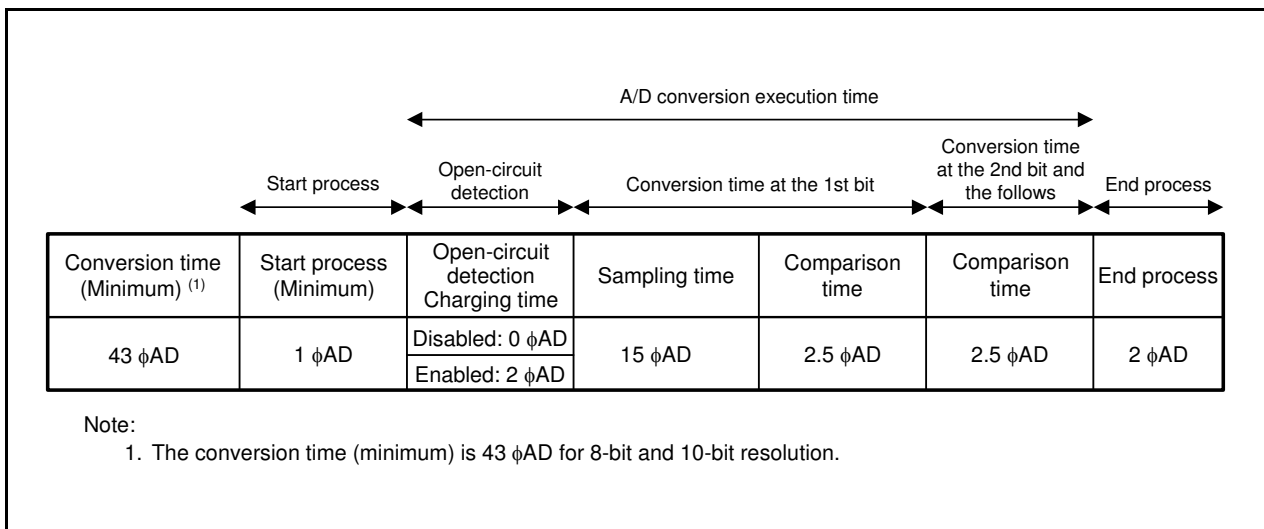 A/D conversion execution time
Start process
Open-circuit
detection
Conversion time at the 1st bit
Conversion time
at the 2nd bit and
the follows
End process
Conversion time
(Minimum) (1)
Start process
(Minimum)
Open-circuit
detection
Charging time
Sampling time
Comparison
time
Comparison
time
End process
43 ϕAD
1 ϕAD
Disabled: 0 ϕAD
Enabled: 2 ϕAD
15 ϕAD
2.5 ϕAD
2.5 ϕAD
2 ϕAD
Note:
1. The conversion time (minimum) is 43 ϕAD for 8-bit and 10-bit resolution.